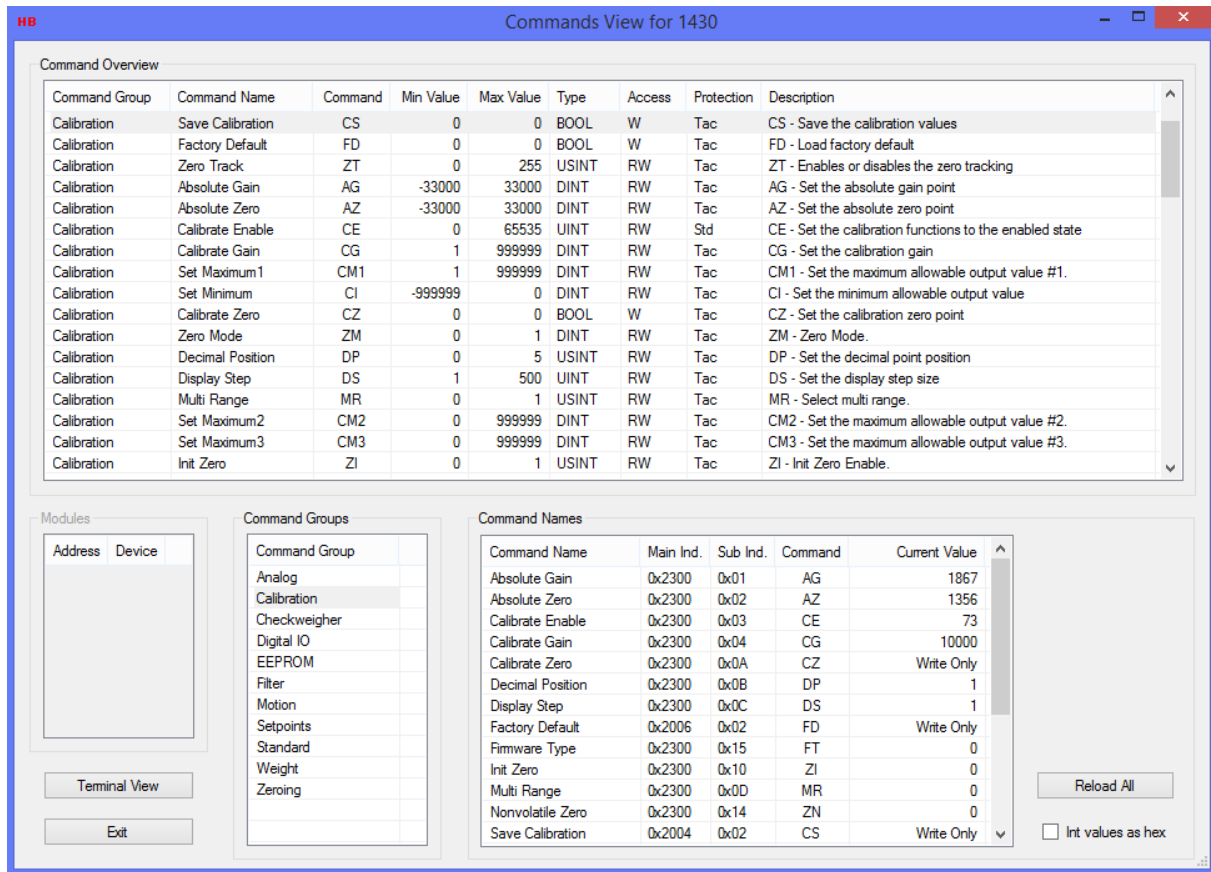 HB Commands View for 1430
Command Overview
Command Group Command Name Command Min Value Max Value Type Access Protection Description
Calibration Save Calibration CS 0 0 BOOL W Tac CS - Save the calibration values
Calibration Factory Default FD 0 0 BOOL W Tac FD - Load factory default
Calibration Zero Track ZT 0 255 USINT RW Tac ZT - Enables or disables the zero tracking
Calibration Absolute Gain AG -33000 33000 DINT RW Tac AG - Set the absolute gain point
Calibration Absolute Zero AZ -33000 33000 DINT RW Tac AZ - Set the absolute zero point
Calibration Calibrate Enable CE 0 65535 UINT RW Std CE - Set the calibration functions to the enabled state
Calibration Calibrate Gain CG 1 999999 DINT RW Tac CG - Set the calibration gain
Calibration Set Maximum1 CM1 1 999999 DINT RW Tac CM1 - Set the maximum allowable output value #1.
Calibration Set Minimum CI -999999 0 DINT RW Tac CI - Set the minimum allowable output value
Calibration Calibrate Zero CZ 0 0 BOOL W Tac CZ - Set the calibration zero point
Calibration Zero Mode ZM 0 1 DINT RW Tac ZM - Zero Mode.
Calibration Decimal Position DP 0 5 USINT RW Tac DP - Set the decimal point position
Calibration Display Step DS 1 500 UINT RW Tac DS - Set the display step size
Calibration Multi Range MR 0 1 USINT RW Tac MR - Select multi range.
Calibration Set Maximum2 CM2 0 999999 DINT RW Tac CM2 - Set the maximum allowable output value #2.
Calibration Set Maximum3 CM3 0 999999 DINT RW Tac CM3 - Set the maximum allowable output value #3.
Calibration Init Zero ZI 0 1 USINT RW Tac ZI - Init Zero Enable.
Modules
Address Device
Terminal View
Exit
Command Groups
Command Group
Analog
Calibration
Checkweigher
Digital IO
EEPROM
Filter
Motion
Setpoints
Standard
Weight
Zeroing
Command Names
Command Name Main Ind. Sub Ind. Command Current Value
Absolute Gain 0x2300 0x01 AG 1867
Absolute Zero 0x2300 0x02 AZ 1356
Calibrate Enable 0x2300 0x03 CE 73
Calibrate Gain 0x2300 0x04 CG 10000
Calibrate Zero 0x2300 0x0A CZ Write Only
Decimal Position 0x2300 0x0B DP 1
Display Step 0x2300 0x0C DS 1
Factory Default 0x2006 0x02 FD Write Only
Firmware Type 0x2300 0x15 FT 0
Init Zero 0x2300 0x10 ZI 0
Multi Range 0x2300 0x0D MR 0
Nonvolatile Zero 0x2300 0x14 ZN 0
Save Calibration 0x2004 0x02 CS Write Only
Reload All
Int values as hex